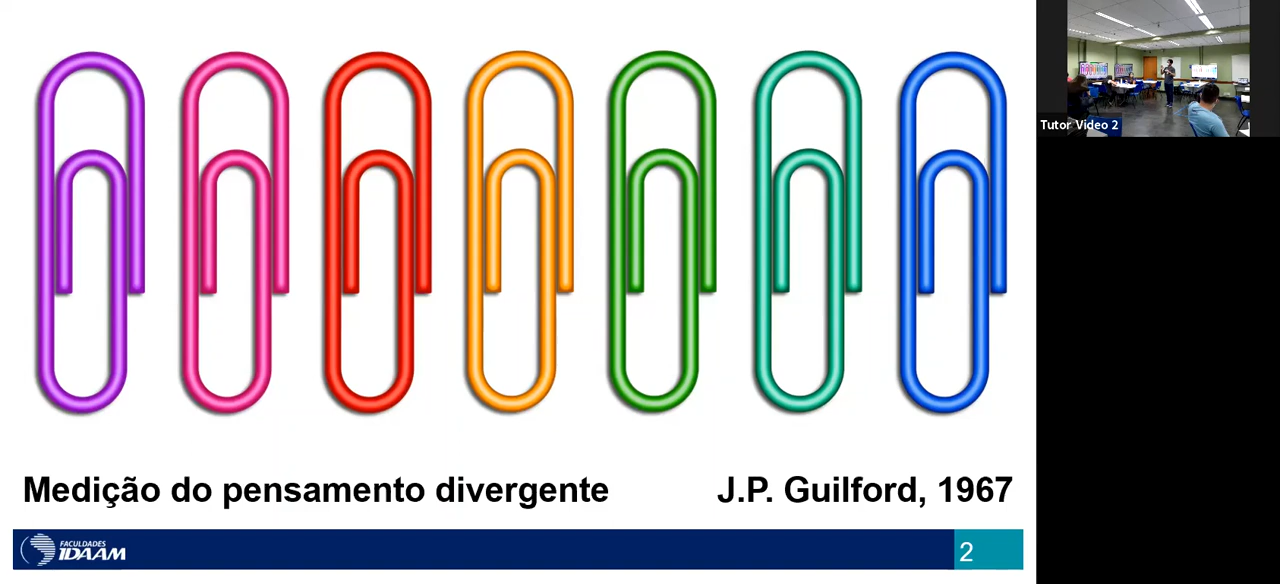 Tutor Video 2
Medição do pensamento divergente
J.P. Guilford, 1967
FACULDADES
IDAAM
2